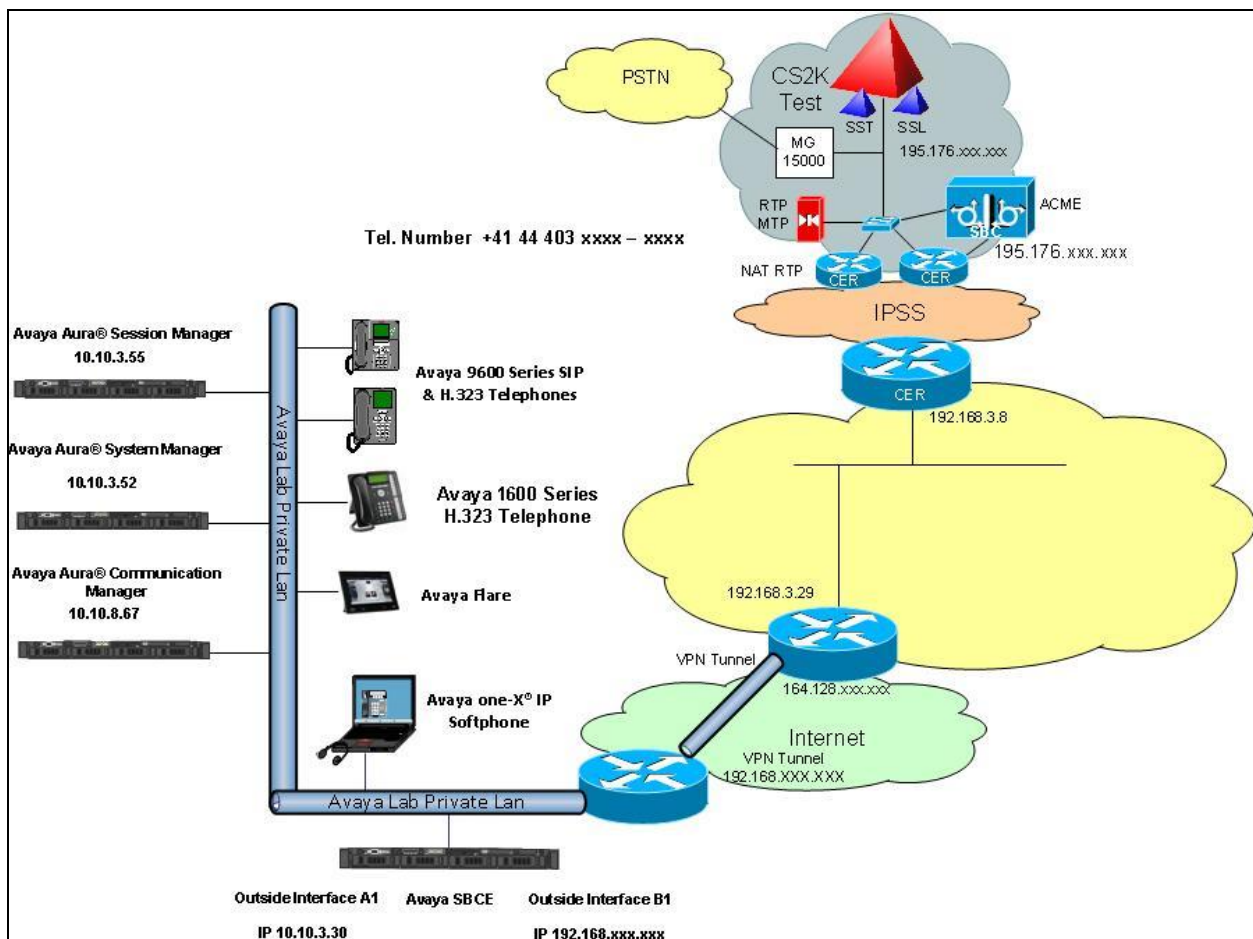 PSTN
CS2K
Test
SST
SSL
195.176.xxx.xxx
MG
15000
RTP
MTP
ACME
SBC
195.176.xxx.xxx
Tel. Number +41 44 403 xxxx – xxxx
NAT RTP
CER
CER
IPSS
CER
192.168.3.8
Avaya Aura® Session Manager
10.10.3.55
Avaya 9600 Series SIP
& H.323 Telephones
Avaya Lab Private Lan
Avaya Aura® System Manager
10.10.3.52
Avaya 1600 Series
H.323 Telephone
Avaya Aura® Communication
Manager
10.10.8.67
Avaya Flare
192.168.3.29
VPN Tunnel
164.128.xxx.xxx
Avaya one-X® IP
Softphone
Internet
VPN Tunnel
192.168.XXX.XXX
Avaya Lab Private Lan
Outside Interface A1
Avaya SBCE
Outside Interface B1
IP 10.10.3.30
IP 192.168.xxx.xxx